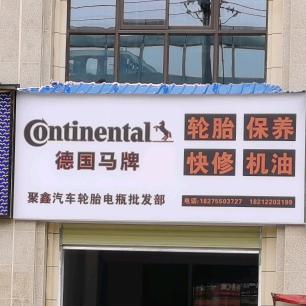 Continental
德国马牌
聚鑫汽车轮胎电瓶批发部
轮胎 保养
快修 机油
电话:18275503727 18212203199